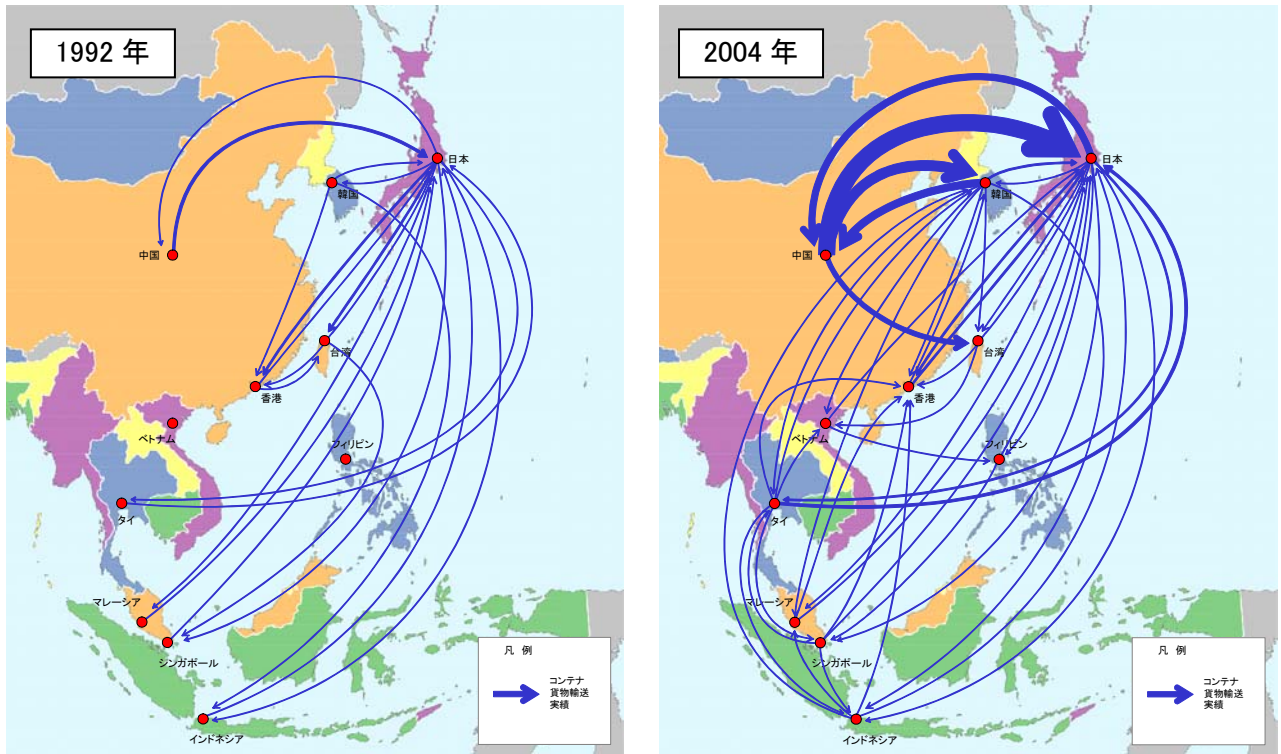 1992 年
日本
韓国
中国
台湾
香港
ベトナム
フィリピン
タイ
マレーシア
シンガポール
インドネシア
凡 例
コンテナ
貨物輸送
実績
2004 年
日本
韓国
中国
台湾
香港
ベトナム
フィリピン
タイ
マレーシア
シンガポール
インドネシア
凡 例
コンテナ
貨物輸送
実績